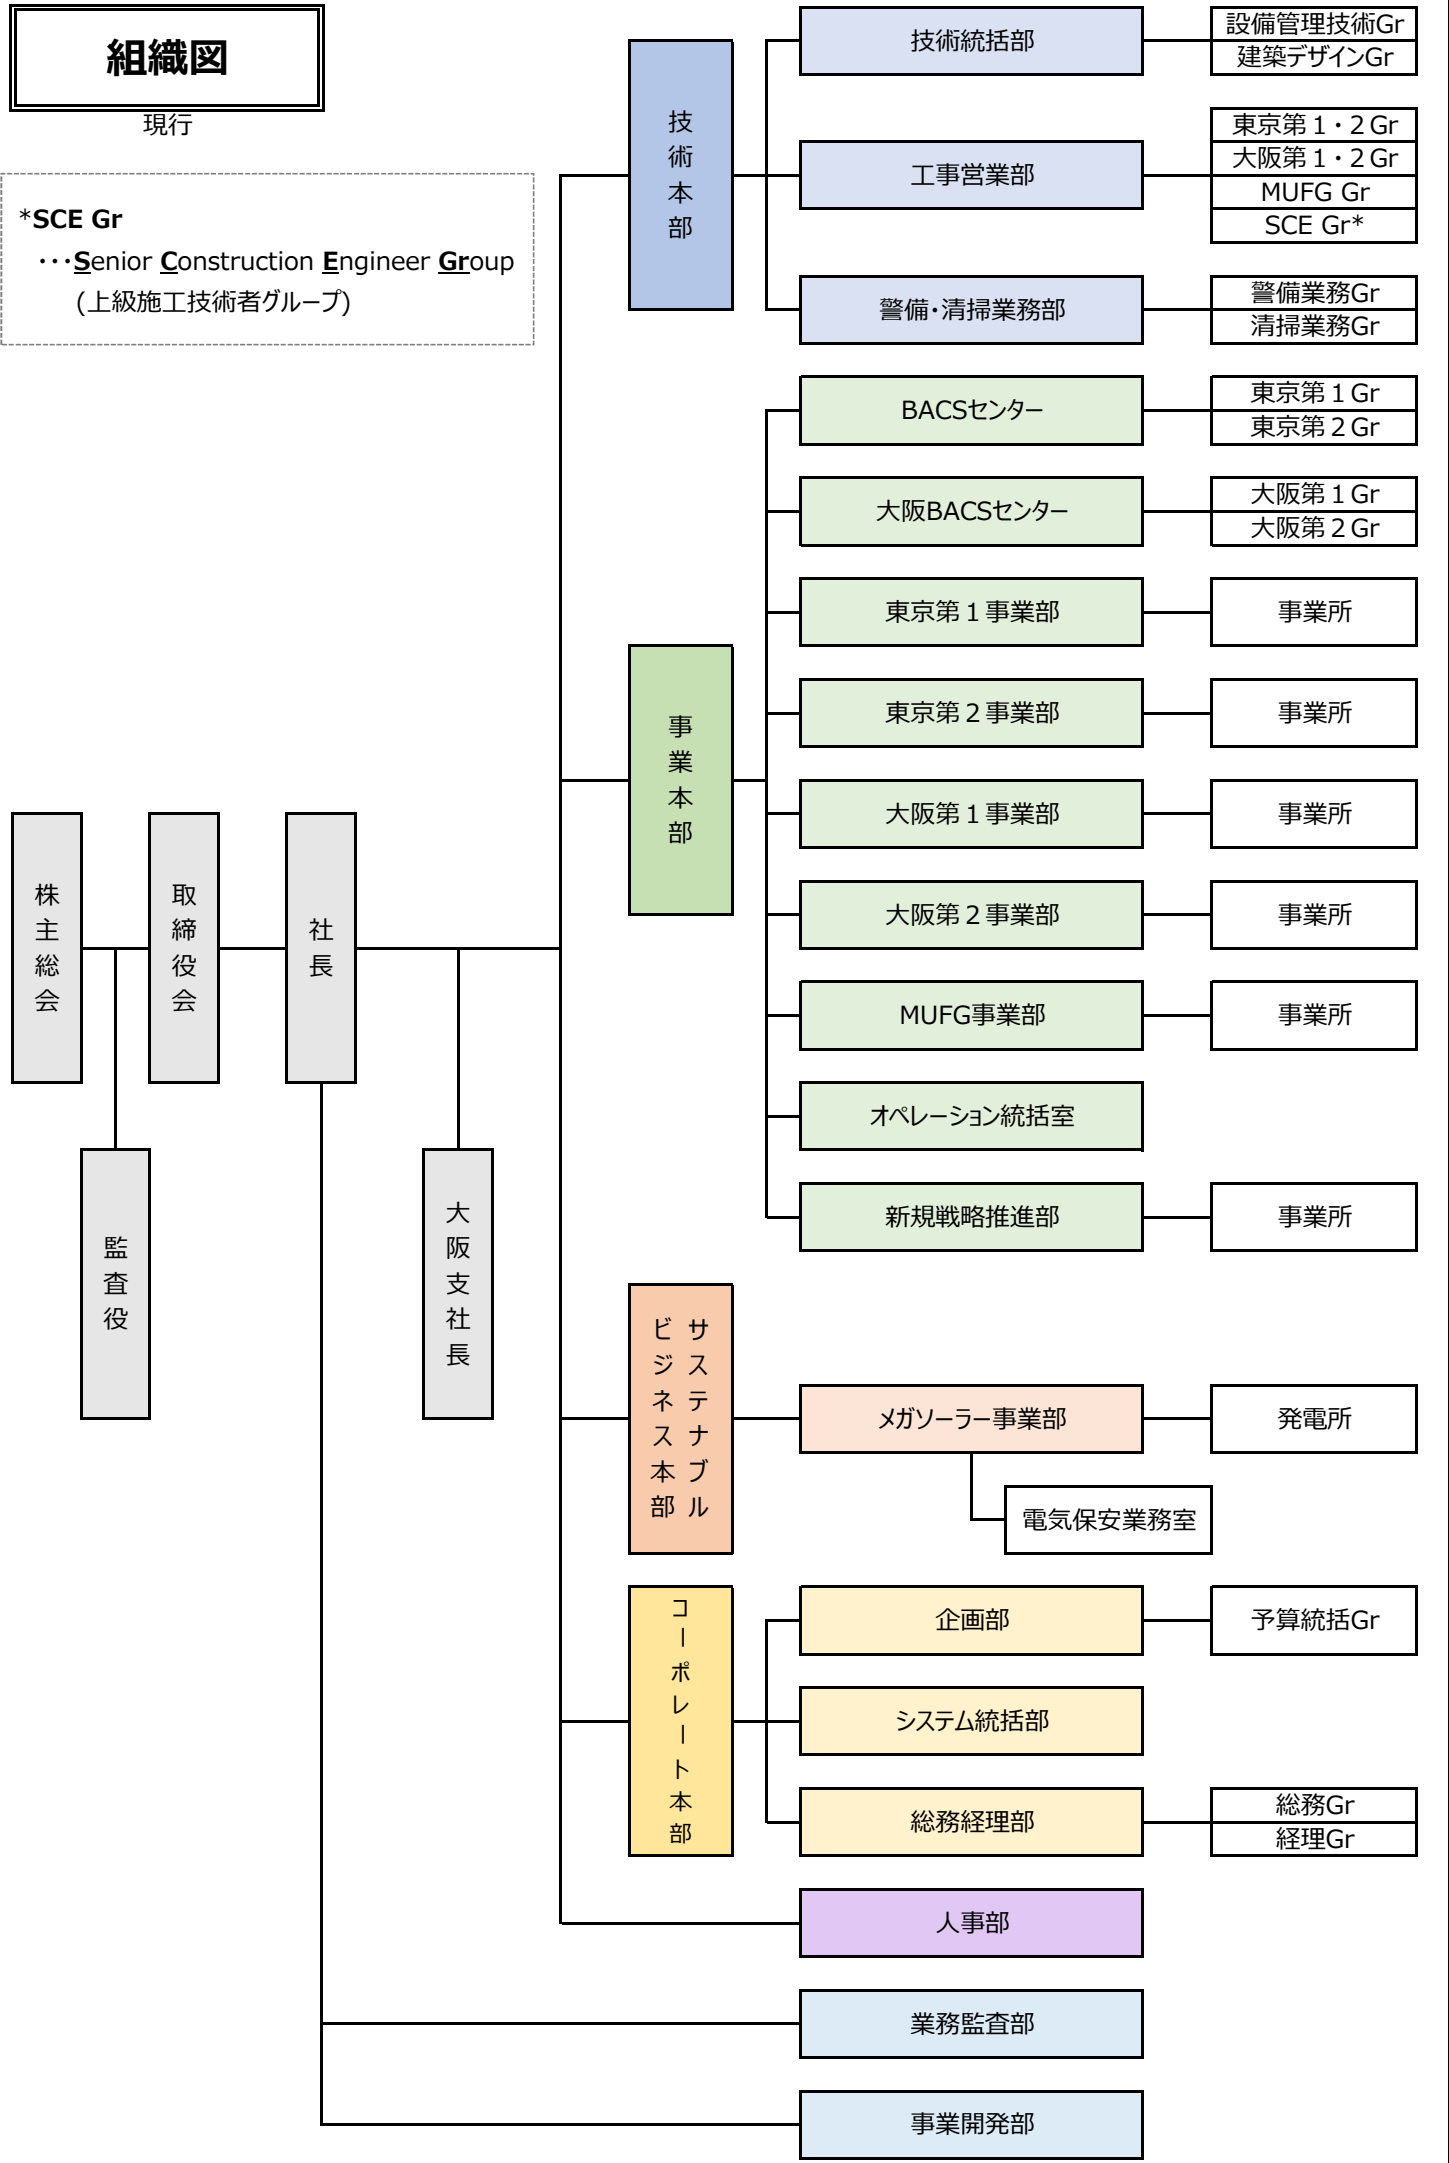 組織図
現行
*SCE Gr
・・・Senior Construction Engineer Group
(上級施工技術者グループ)
株主総会
監査役
取締役会
社長
大阪支社長
技術本部
技術統括部
設備管理技術Gr
建築デザインGr
工事営業部
東京第１・２Gr
大阪第１・２Gr
MUFG Gr
SCE Gr*
警備・清掃業務部
警備業務Gr
清掃業務Gr
事業本部
BACSセンター
東京第１Gr
東京第２Gr
大阪BACSセンター
大阪第１Gr
大阪第２Gr
東京第１事業部
事業所
東京第２事業部
事業所
大阪第１事業部
事業所
大阪第２事業部
事業所
MUFG事業部
事業所
オペレーション統括室
新規戦略推進部
事業所
サステナブル
ビジネス本部
メガソーラー事業部
発電所
電気保安業務室
コーポレート本部
企画部
予算統括Gr
システム統括部
総務経理部
総務Gr
経理Gr
人事部
業務監査部
事業開発部